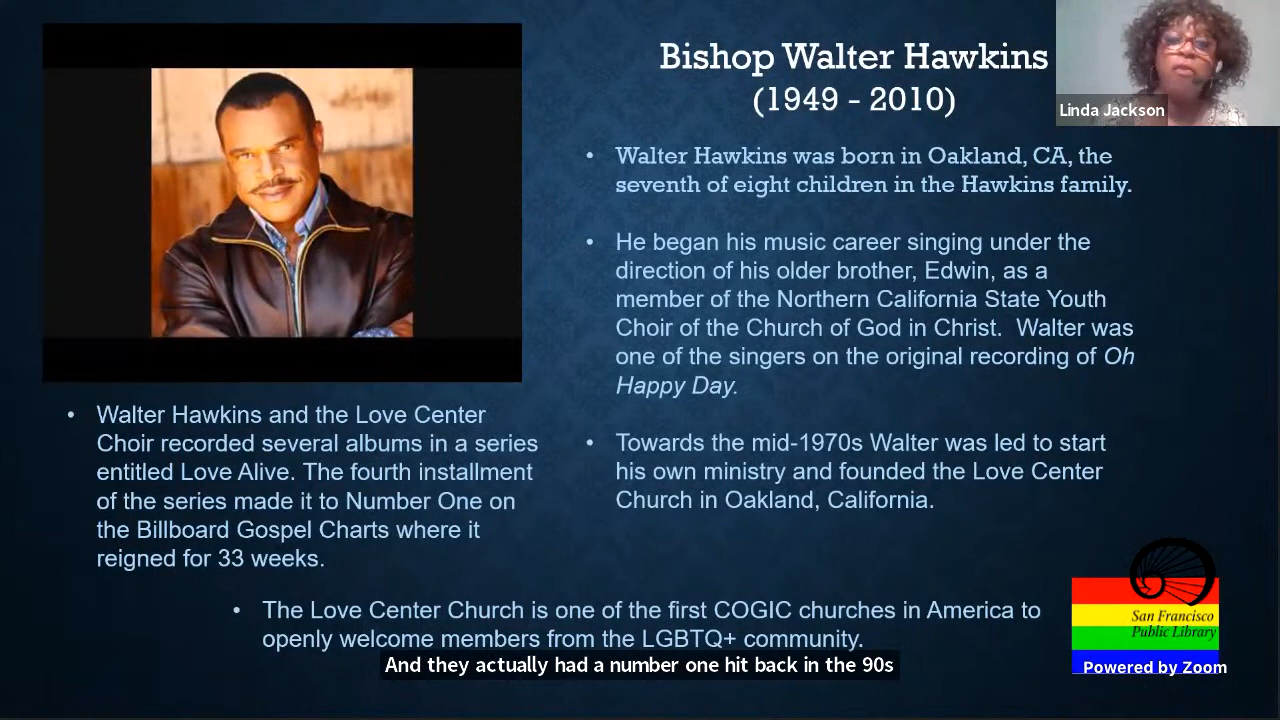 Bishop Walter Hawkins
(1949 - 2010)
Linda Jackson
• Walter Hawkins was born in Oakland, CA, the
seventh of eight children in the Hawkins family.
• He began his music career singing under the
direction of his older brother, Edwin, as a
member of the Northern California State Youth
Choir of the Church of God in Christ.  Walter was
one of the singers on the original recording of Oh
Happy Day.
• Towards the mid-1970s Walter was led to start
his own ministry and founded the Love Center
Church in Oakland, California.
• Walter Hawkins and the Love Center
Choir recorded several albums in a series
entitled Love Alive. The fourth installment
of the series made it to Number One on
the Billboard Gospel Charts where it
reigned for 33 weeks.
• The Love Center Church is one of the first COGIC churches in America to
openly welcome members from the LGBTQ+ community.
San Francisco
Public Library
And they actually had a number one hit back in the 90s
Powered by Zoom